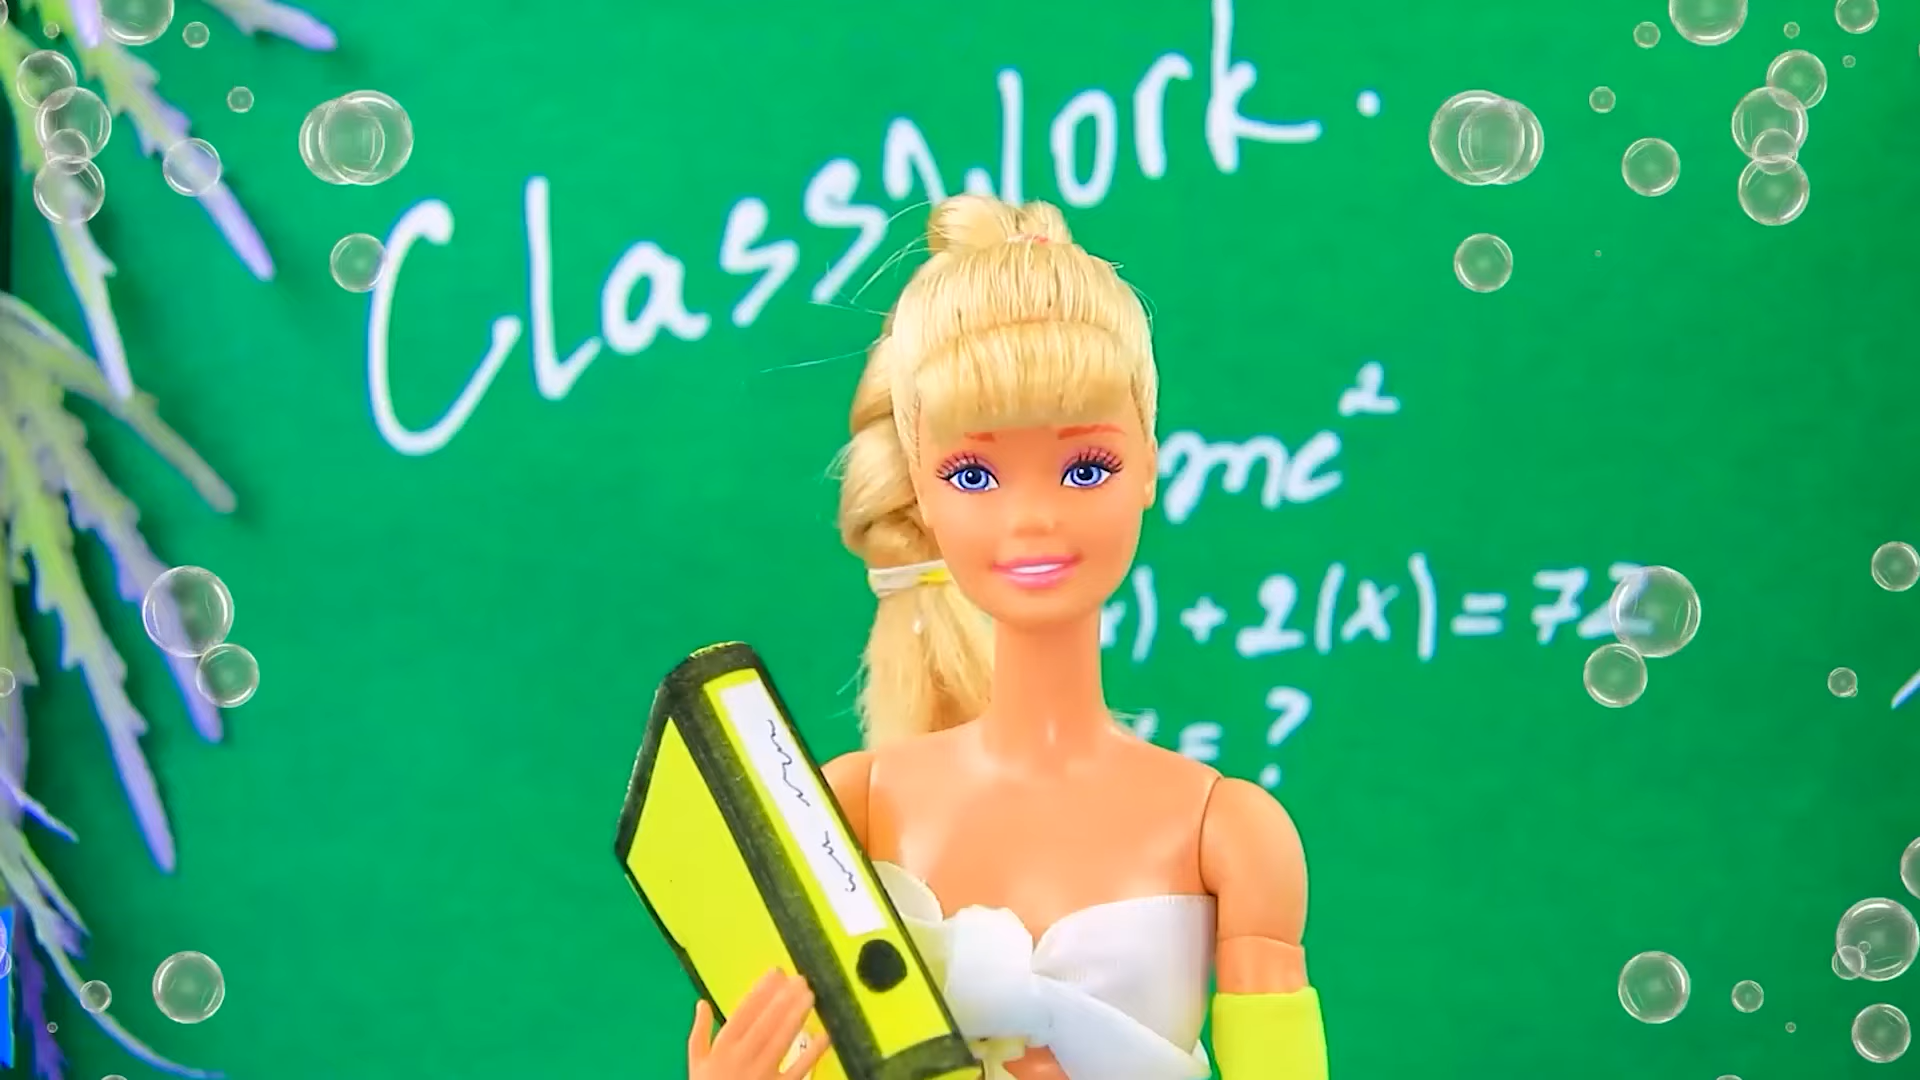 Classwork.
mc²
) + 2(x) = 72
= ?